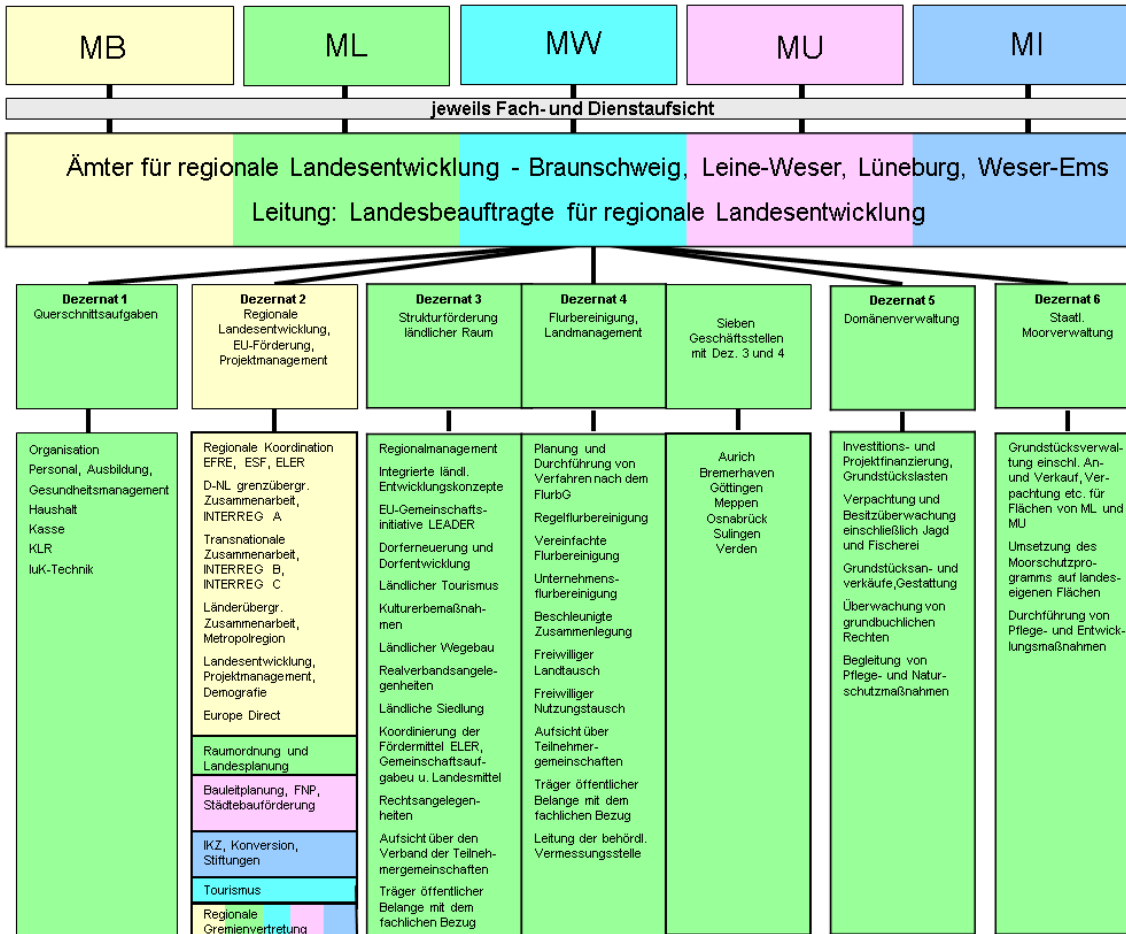 MB
ML
MW
MU
MI
jeweils Fach- und Dienstaufsicht
Ämter für regionale Landesentwicklung - Braunschweig, Leine-Weser, Lüneburg, Weser-Ems
Leitung: Landesbeauftragte für regionale Landesentwicklung
Dezernat 1
Querschnittsaufgaben
Dezernat 2
Regionale
Landesentwicklung,
EU-Förderung,
Projektmanagement
Dezernat 3
Strukturförderung
ländlicher Raum
Dezernat 4
Flurbereinigung,
Landmanagement
Sieben
Geschäftsstellen
mit Dez. 3 und 4
Dezernat 5
Domänenverwaltung
Dezernat 6
Staatl.
Moorverwaltung
Organisation
Personal, Ausbildung,
Gesundheitsmanagement
Haushalt
Kasse
KLR
IuK-Technik
Regionale Koordination
EFRE, ESF, ELER
D-NL grenzübergr.
Zusammenarbeit,
INTERREG A
Transnationale
Zusammenarbeit,
INTERREG B,
INTERREG C
Länderübergr.
Zusammenarbeit,
Metropolregion
Landesentwicklung,
Projektmanagement,
Demografie
Europe Direct
Raumordnung und
Landesplanung
Bauleitplanung, FNP,
Städtebauförderung
IKZ, Konversion,
Stiftungen
Tourismus
Regionale
Gremienvertretung
Regionalmanagement
Integrierte ländl.
Entwicklungskonzepte
EU-Gemeinschafts-
initiative LEADER
Dorferneuerung und
Dorfentwicklung
Ländlicher Tourismus
Kulturerbemaßnah-
men
Ländlicher Wegebau
Realverbandsangele-
genheiten
Ländliche Siedlung
Koordinierung der
Fördermittel ELER,
Gemeinschaftsauf-
gabeu u. Landesmittel
Rechtsangelegen-
heiten
Aufsicht über den
Verband der Teilneh-
mergemeinschaften
Träger öffentlicher
Belange mit dem
fachlichen Bezug
Planung und
Durchführung von
Verfahren nach dem
FlurbG
Regelflurbereinigung
Vereinfachte
Flurbereinigung
Unternehmens-
flurbereinigung
Beschleunigte
Zusammenlegung
Freiwilliger
Landtausch
Freiwilliger
Nutzungstausch
Aufsicht über
Teilnehmer-
gemeinschaften
Träger öffentlicher
Belange mit dem
fachlichen Bezug
Leitung der behördl.
Vermessungsstelle
Aurich
Bremerhaven
Göttingen
Meppen
Osnabrück
Sulingen
Verden
Investitions- und
Projektfinanzierung,
Grundstückslasten
Verpachtung und
Besitzüberwachung
einschließlich Jagd
und Fischerei
Grundstücksan- und
verkäufe,Gestattung
Überwachung von
grundbuchlichen
Rechten
Begleitung von
Pflege- und Natur-
schutzmaßnahmen
Grundstücksverwal-
tung einschl. An-
und Verkauf, Ver-
pachtung etc. für
Flächen von ML und
MU
Umsetzung des
Moorschutzpro-
gramms auf landes-
eigenen Flächen
Durchführung von
Pflege- und Entwick-
lungsmaßnahmen